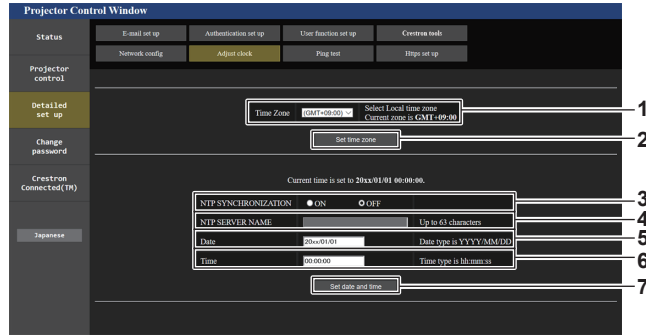 Projector Control Window
Status
E-mail set up
Authentication set up
User function set up
Crestron tools
Network config
Adjust clock
Ping test
Https set up
Projector
control
Detailed
set up
Change
password
Crestron
Connected(TM)
Japanese
Time Zone
(GMT+09:00)
Select Local time zone
Current zone is GMT+09:00
1
Set time zone
2
Current time is set to 20xx/01/01 00:00:00.
NTP SYNCHRONIZATION
ON
OFF
3
NTP SERVER NAME
Up to 63 characters
4
Date
20xx/01/01
Date type is YYYY/MM/DD
5
Time
00:00:00
Time type is hh:mm:ss
6
Set date and time
7